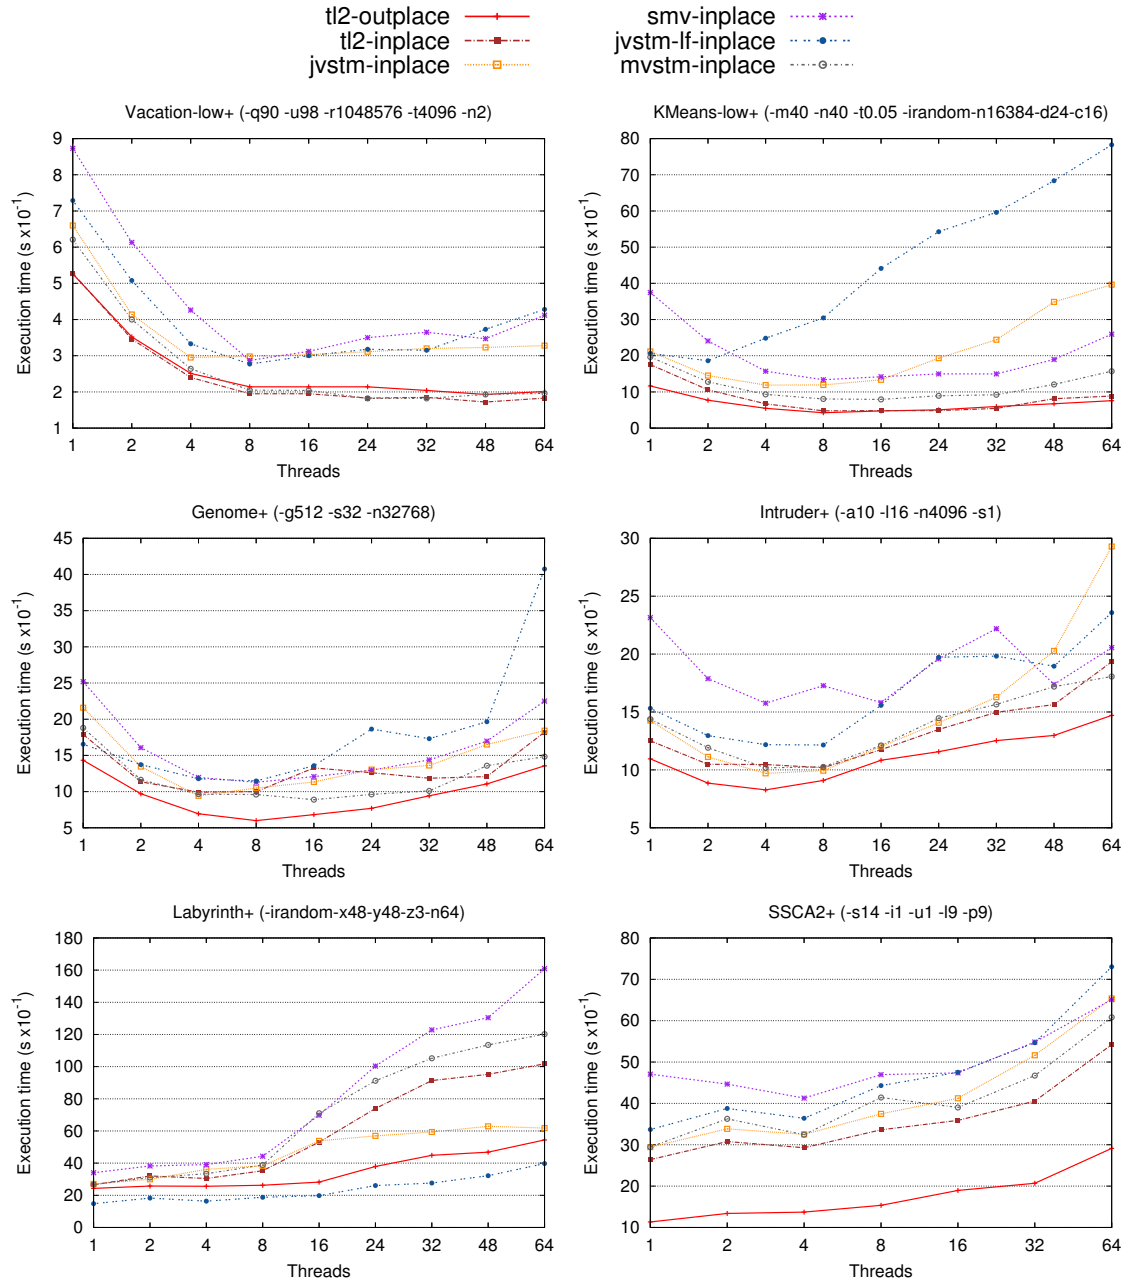 tl2-outplace
tl2-inplace
jvstm-inplace
smv-inplace
jvstm-lf-inplace
mvstm-inplace
Vacation-low+ (-q90 -u98 -r1048576 -t4096 -n2)
Execution time (s x10^-1)
9
8
7
6
5
4
3
2
1
1 2 4 8 16 24 32 48 64
Threads
KMeans-low+ (-m40 -n40 -t0.05 -irandom-n16384-d24-c16)
Execution time (s x10^-1)
80
70
60
50
40
30
20
10
0
1 2 4 8 16 24 32 48 64
Threads
Genome+ (-g512 -s32 -n32768)
Execution time (s x10^-1)
45
40
35
30
25
20
15
10
5
1 2 4 8 16 24 32 48 64
Threads
Intruder+ (-a10 -l16 -n4096 -s1)
Execution time (s x10^-1)
30
25
20
15
10
5
1 2 4 8 16 24 32 48 64
Threads
Labyrinth+ (-irandom-x48-y48-z3-n64)
Execution time (s x10^-1)
180
160
140
120
100
80
60
40
20
0
1 2 4 8 16 24 32 48 64
Threads
SSCA2+ (-s14 -i1 -u1 -l9 -p9)
Execution time (s x10^-1)
80
70
60
50
40
30
20
10
1 2 4 8 16 32 64
Threads